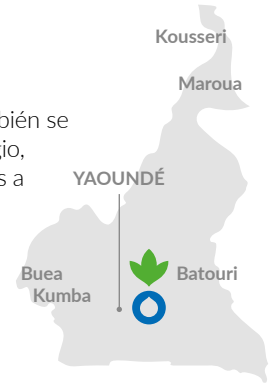 Kousseri
Maroua
bién se
gio,
s a
YAOUNDÉ
Buea
Batouri
Kumba